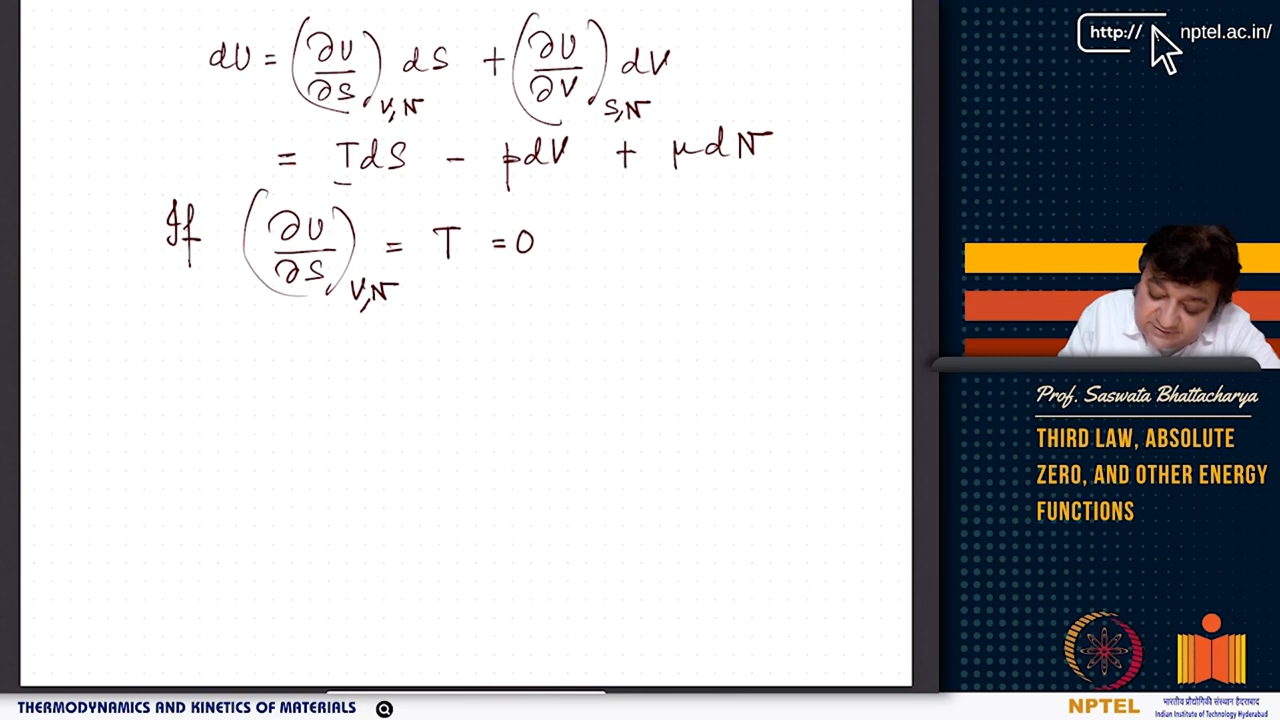 dU = (∂U/∂S)_{V,N} dS + (∂U/∂V)_{S,N} dV
= TdS - pdV + μdN
If (∂U/∂S)_{V,N} = T = 0
http:// nptel.ac.in/
Prof. Saswata Bhattacharya
THIRD LAW, ABSOLUTE
ZERO, AND OTHER ENERGY
FUNCTIONS
NPTEL
भारतीय प्रौद्योगिकी संस्थान हैदराबाद
Indian Institute of Technology Hyderabad
THERMODYNAMICS AND KINETICS OF MATERIALS